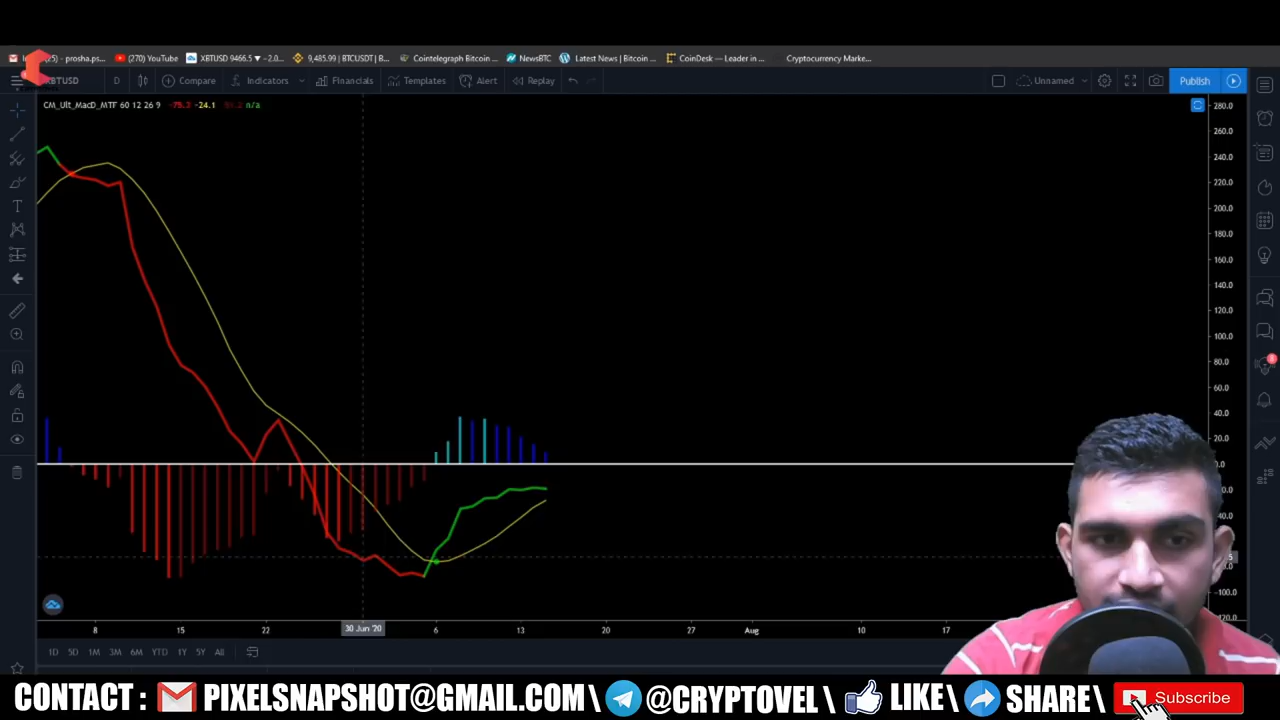 prosha.ps... (270) YouTube XBTUSD 9466.5 ▼ −2.0... 9,485.99 | BTCUSDT | B... Cointelegraph Bitcoin ... NewsBTC Latest News | Bitcoin ... CoinDesk — Leader in ... Cryptocurrency Marke...
XBTUSD D Compare Indicators Financials Templates Alert Replay Unnamed Publish
CM_Ult_MacD_MTF 60 12 26 9 -24.1 n/a
280.0
260.0
240.0
220.0
200.0
180.0
160.0
140.0
120.0
100.0
80.0
60.0
40.0
20.0
-100.0
8 15 22 30 Jun '20 6 13 20 27 Aug 10 17
1D 5D 1M 3M 6M YTD 1Y 5Y All
CONTACT : PIXELSNAPSHOT@GMAIL.COM \ @CRYPTOVEL \ LIKE\ SHARE\ Subscribe